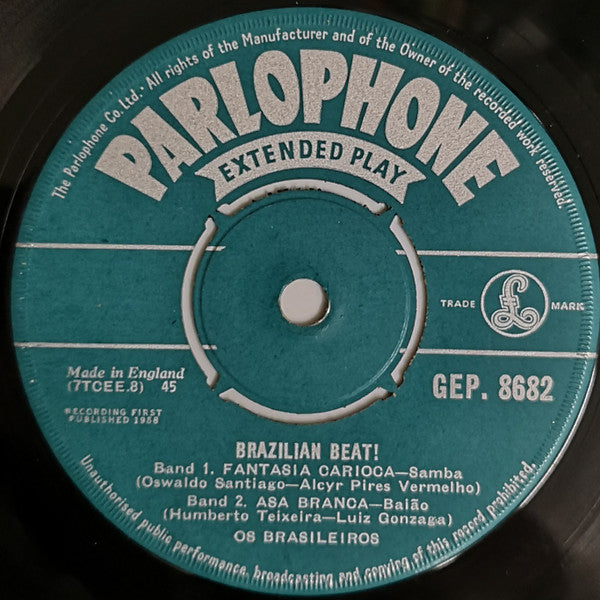 The Parlophone Co. Ltd · All rights of the Manufacturer and of the Owner of the recorded work reserved.
PARLOPHONE
EXTENDED PLAY
TRADE £ MARK
Made in England
(7TCEE.8) 45
GEP. 8682
RECORDING FIRST
PUBLISHED 1958
BRAZILIAN BEAT!
Band 1. FANTASIA CARIOCA—Samba
(Oswaldo Santiago—Alcyr Pires Vermelho)
Band 2. ASA BRANCA—Baião
(Humberto Teixeira—Luiz Gonzaga)
OS BRASILEIROS
Unauthorised public performance, broadcasting and copying of this record prohibited.